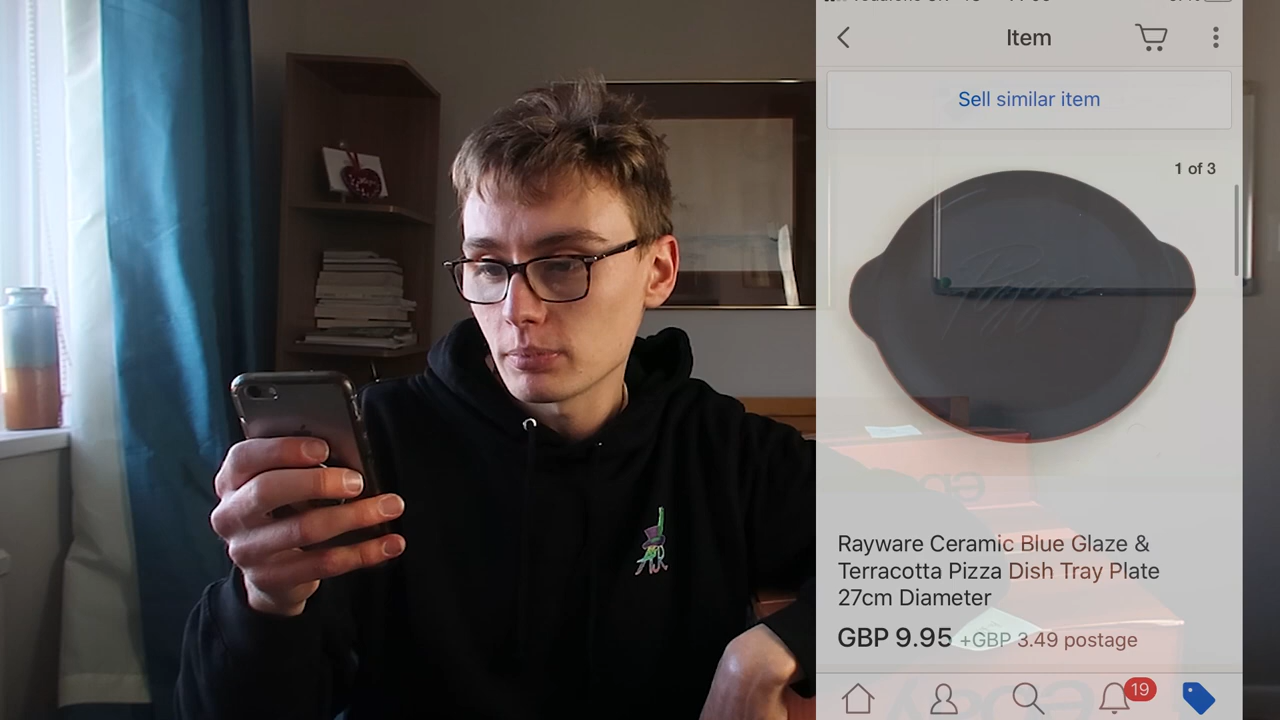 Item
Sell similar item
1 of 3
Rayware Ceramic Blue Glaze &
Terracotta Pizza Dish Tray Plate
27cm Diameter
GBP 9.95 +GBP 3.49 postage
19